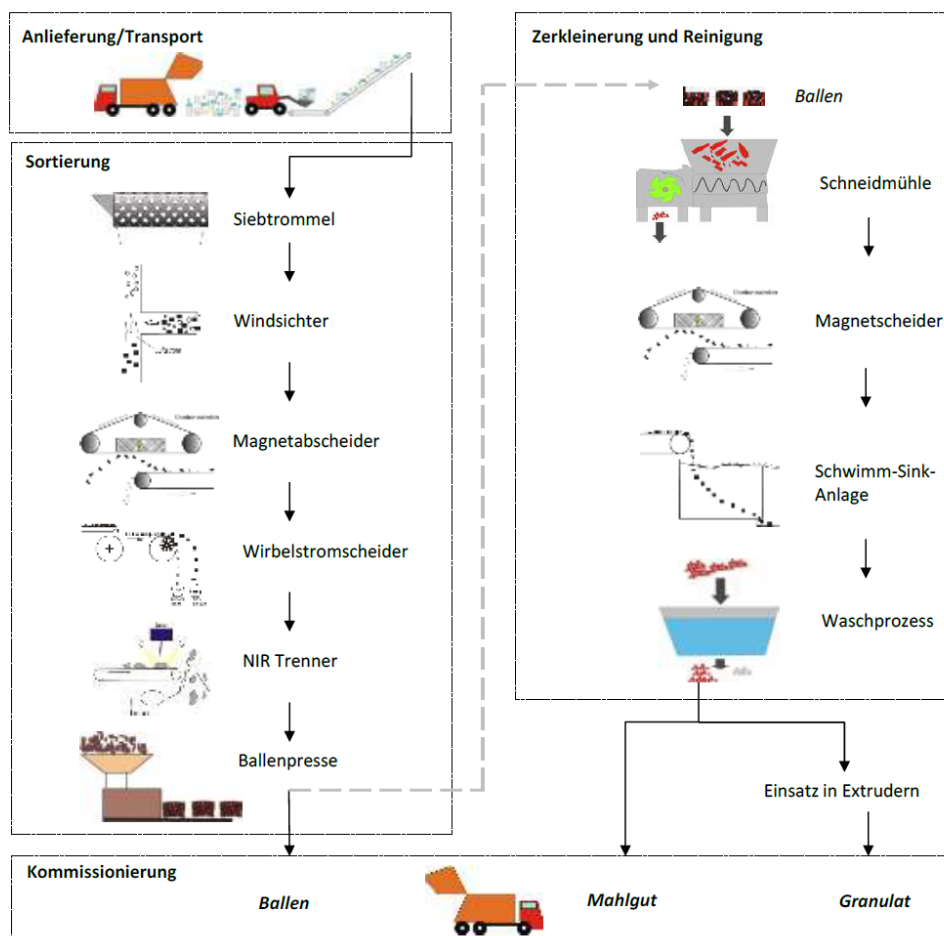 Anlieferung/Transport
Sortierung
Siebtrommel
Windsichter
Magnetabscheider
Wirbelstromscheider
NIR Trenner
Ballenpresse
Zerkleinerung und Reinigung
Ballen
Schneidmühle
Magnetscheider
Schwimm-Sink-
Anlage
Waschprozess
Einsatz in Extrudern
Kommissionierung
Ballen
Mahlgut
Granulat